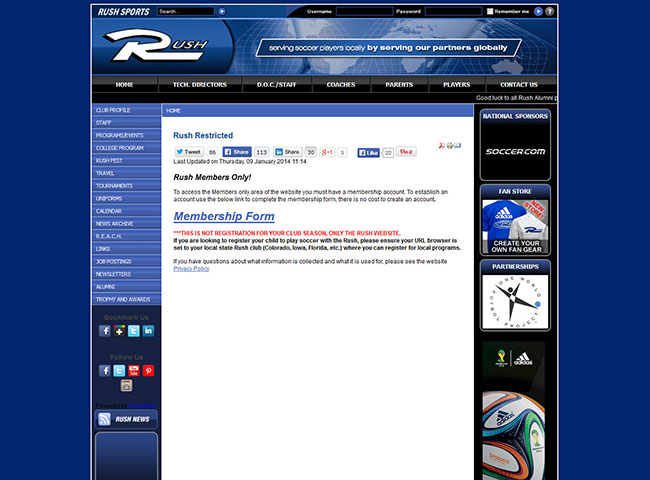 RUSH SPORTS Search... Username Password Remember me ?
RUSH
serving soccer players locally by serving our partners globally
HOME TECH. DIRECTORS D.O.C./STAFF COACHES PARENTS PLAYERS CONTACT US
Good luck to all Rush Alumni p
CLUB PROFILE
STAFF
PROGRAMS/EVENTS
COLLEGE PROGRAM
RUSH FEST
TRAVEL
TOURNAMENTS
UNIFORMS
CALENDAR
NEWS ARCHIVE
R.E.A.C.H.
LINKS
JOB POSTINGS
NEWSLETTERS
ALUMNI
TROPHY AND AWARDS
Bookmark Us
Follow Us
You Tube
Powered by
RUSH NEWS
HOME
Rush Restricted
Tweet 86 Share 113 Share 30 +1 3 Like 22 Pin it
Last Updated on Thursday, 09 January 2014 11:14
Rush Members Only!
To access the Members only area of the website you must have a membership account. To establish an
account use the below link to complete the membership form, there is no cost to create an account,
Membership Form
***THIS IS NOT REGISTRATION FOR YOUR CLUB SEASON, ONLY THE RUSH WEBSITE.
If you are looking to register your child to play soccer with the Rush, please ensure your URL browser is
set to your local state Rush club (Colorado, Iowa, Florida, etc.) where you can register for local programs.
If you have questions about what information is collected and what it is used for, please see the website
Privacy Policy.
NATIONAL SPONSORS
SOCCER.COM
FAN STORE
NEW STORE!
adidas
CREATE YOUR
OWN FAN GEAR
PARTNERSHIPS
ONE WORLD FUTBOL PROJECT
adidas
adidas